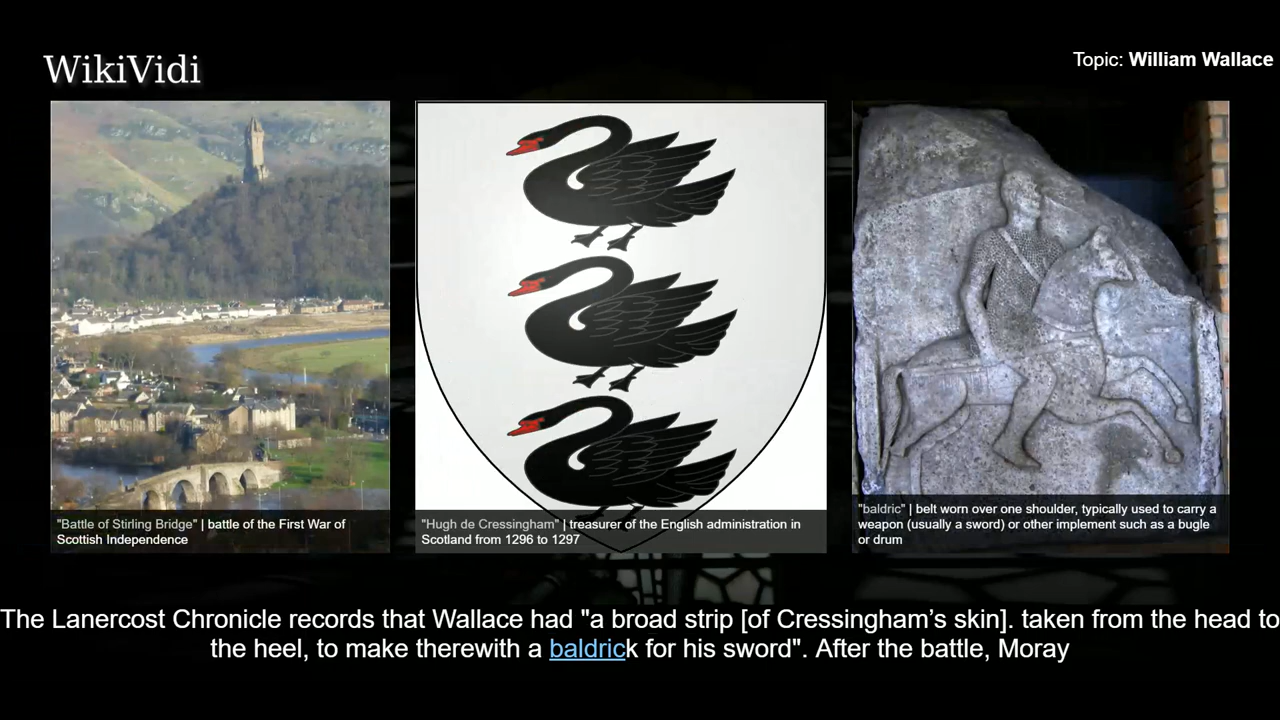 WikiVidi
Topic: William Wallace
"Battle of Stirling Bridge" | battle of the First War of
Scottish Independence
"Hugh de Cressingham" | treasurer of the English administration in
Scotland from 1296 to 1297
"baldric" | belt worn over one shoulder, typically used to carry a
weapon (usually a sword) or other implement such as a bugle
or drum
The Lanercost Chronicle records that Wallace had "a broad strip [of Cressingham’s skin]. taken from the head to
the heel, to make therewith a baldrick for his sword". After the battle, Moray